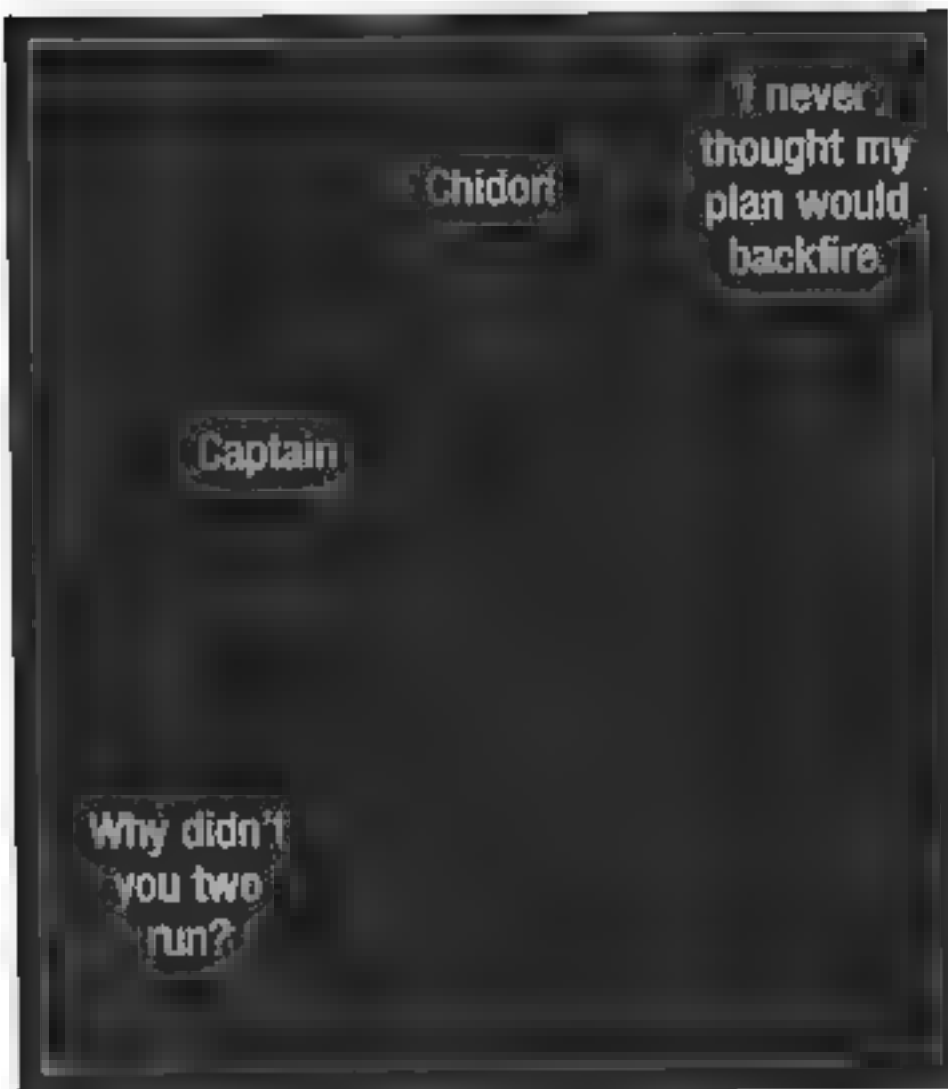 I never
thought my
plan would
backfire.
Chidori
Captain
Why didn't
you two
run?